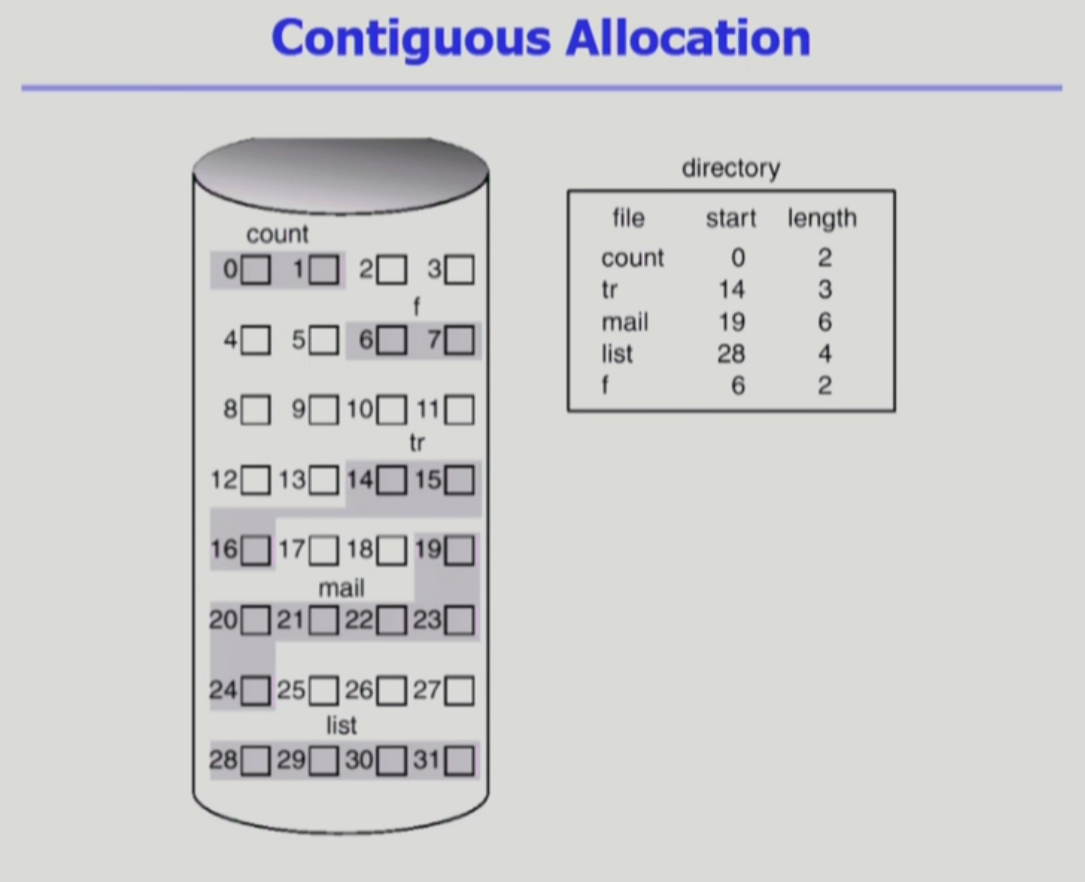 Contiguous Allocation
count
0 1 2 3
f
4 5 6 7
8 9 10 11
tr
12 13 14 15
16 17 18 19
mail
20 21 22 23
24 25 26 27
list
28 29 30 31
directory
file start length
count 0 2
tr 14 3
mail 19 6
list 28 4
f 6 2